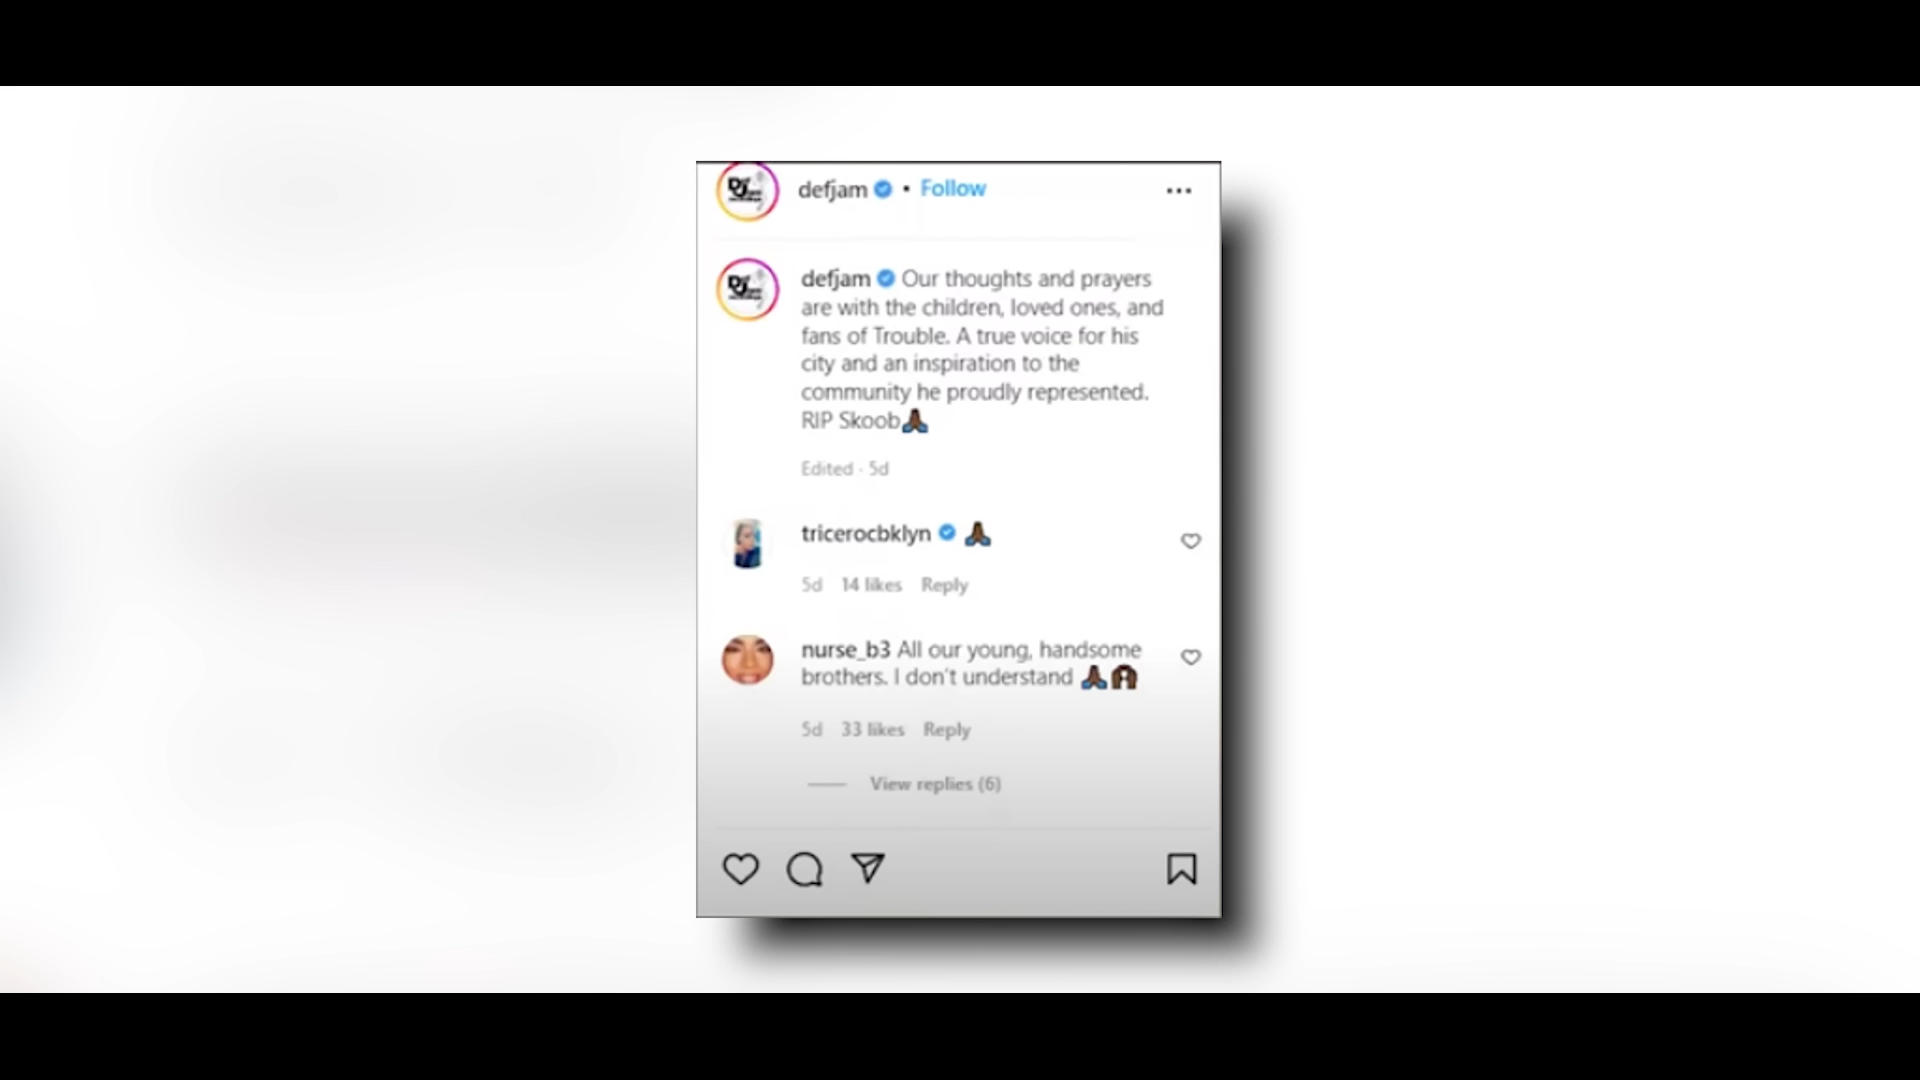 defjam • Follow
defjam Our thoughts and prayers
are with the children, loved ones, and
fans of Trouble. A true voice for his
city and an inspiration to the
community he proudly represented.
RIP Skoob🙏🏿
Edited · 5d
tricerocbklyn 🙏🏿
5d 14 likes Reply
nurse_b3 All our young, handsome
brothers. I don't understand
5d 33 likes Reply
View replies (6)